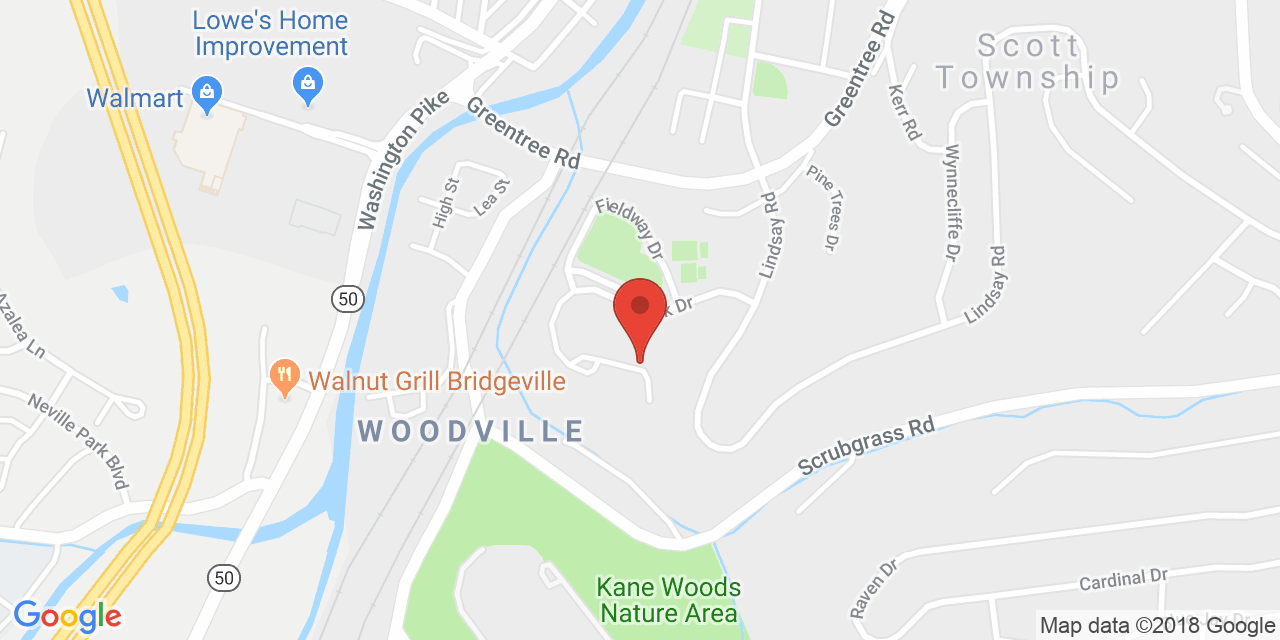 Lowe's Home
Improvement
Walmart
Washington Pike
Greentree Rd
Greentree Rd
Scott
Township
Kerr Rd
Wynnecliffe Dr
Pine Trees Dr
Lindsay Rd
Lindsay Rd
High St
Lea St
Fieldway Dr
Dr
50
Azalea Ln
Walnut Grill Bridgeville
Neville Park Blvd
WOODVILLE
Scrubgrass Rd
50
Kane Woods
Nature Area
Raven Dr
Cardinal Dr
Google
Map data ©2018 Google